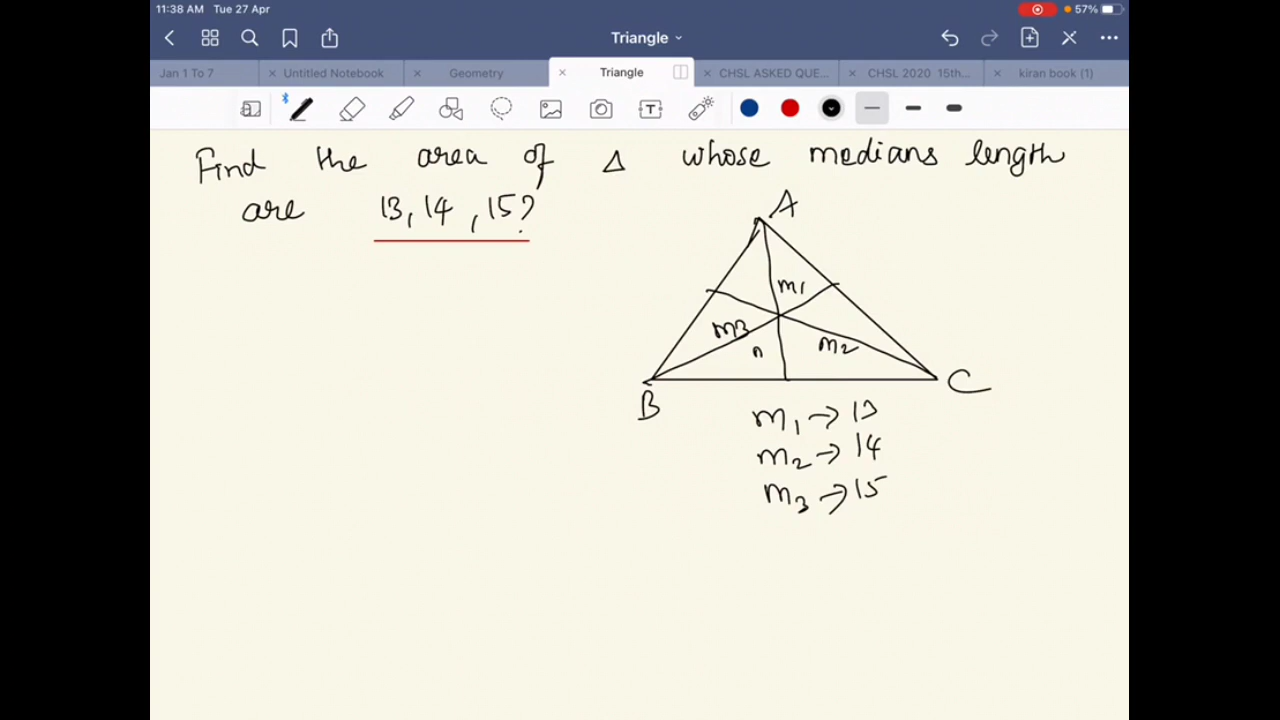 11:38 AM Tue 27 Apr
57%
Triangle
Jan 1 To 7
Untitled Notebook
Geometry
Triangle
CHSL ASKED QUE...
CHSL 2020 15th...
kiran book (1)
T
Find the area of Δ whose medians length
are 13, 14, 15?
A
m1
m3
m2
n
B
C
m1 → 13
m2 → 14
m3 → 15